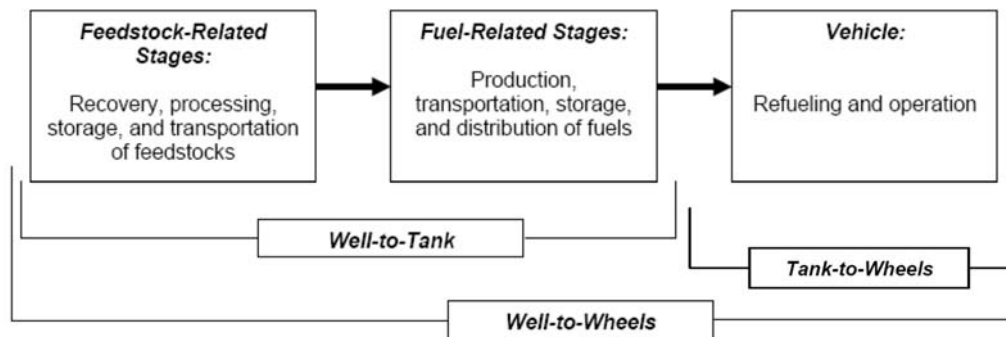 Feedstock-Related
Stages:
Recovery, processing,
storage, and transportation
of feedstocks
Fuel-Related Stages:
Production,
transportation, storage,
and distribution of fuels
Vehicle:
Refueling and operation
Well-to-Tank
Tank-to-Wheels
Well-to-Wheels